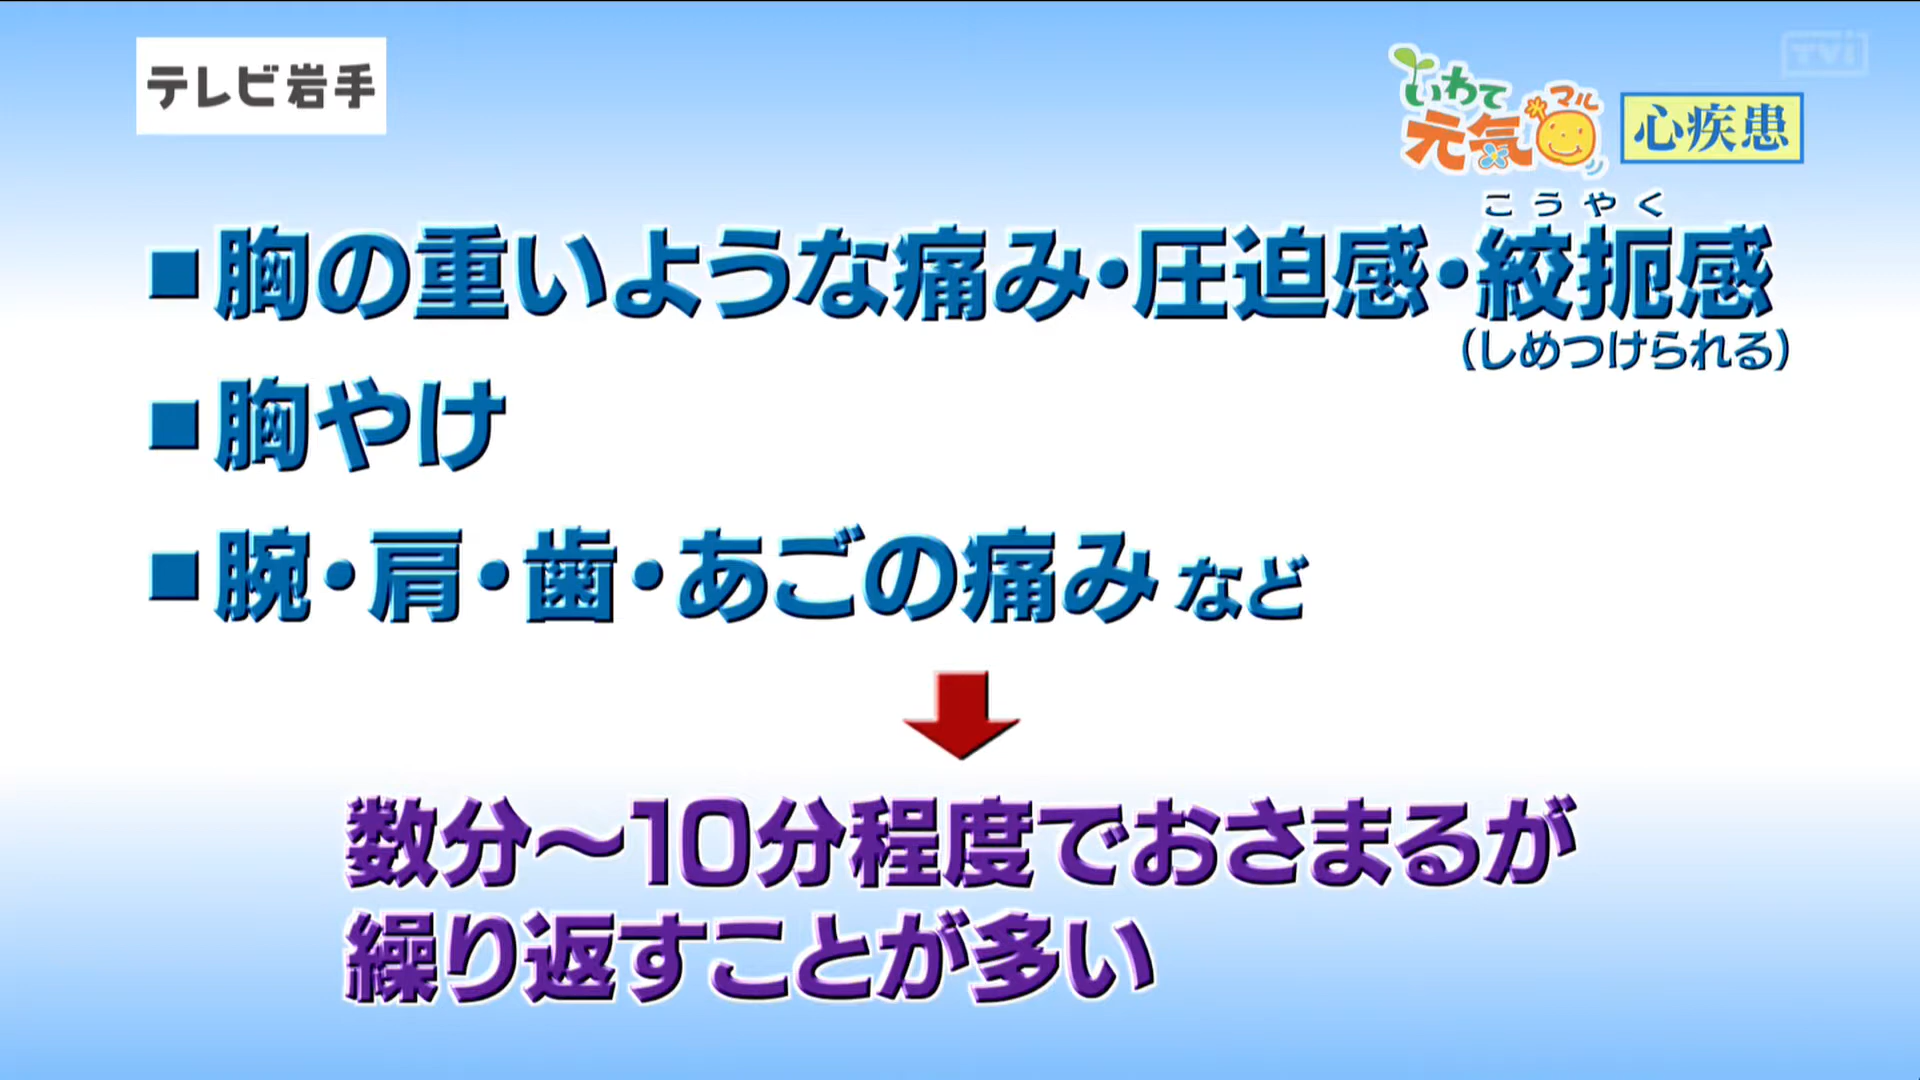 テレビ岩手
TVi
いわて
元気マル
心疾患
こうやく
■胸の重いような痛み・圧迫感・絞扼感
(しめつけられる)
■胸やけ
■腕・肩・歯・あごの痛み など
数分～10分程度でおさまるが
繰り返すことが多い